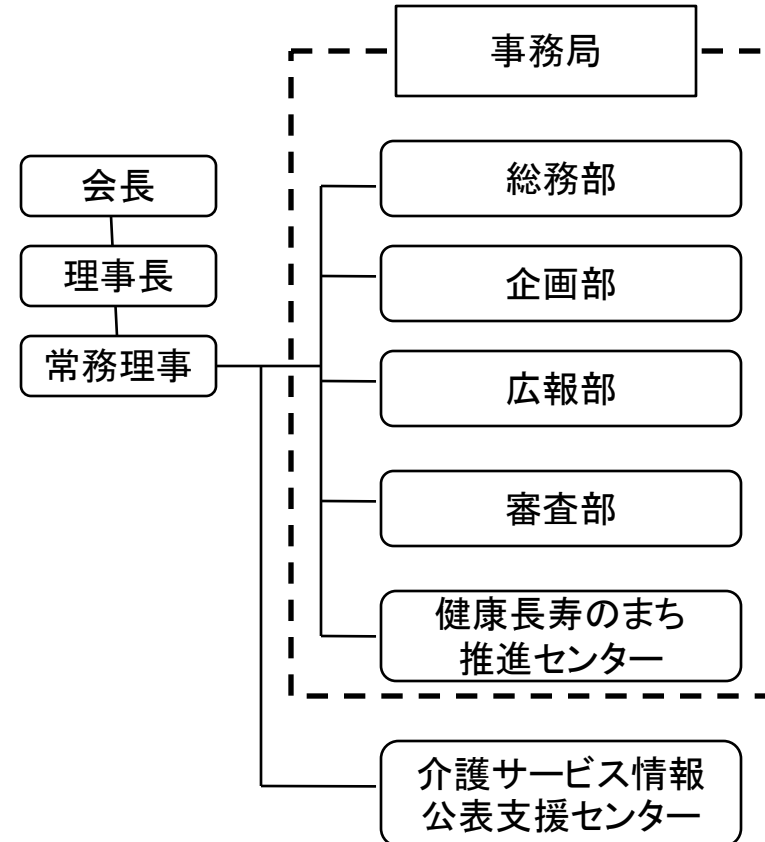 事務局
会長
理事長
常務理事
総務部
企画部
広報部
審査部
健康長寿のまち
推進センター
介護サービス情報
公表支援センター